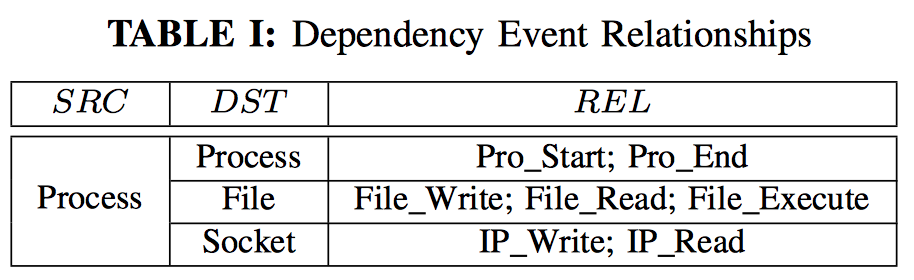 TABLE I: Dependency Event Relationships
SRC DST REL
Process Pro_Start; Pro_End
Process File File_Write; File_Read; File_Execute
Socket IP_Write; IP_Read